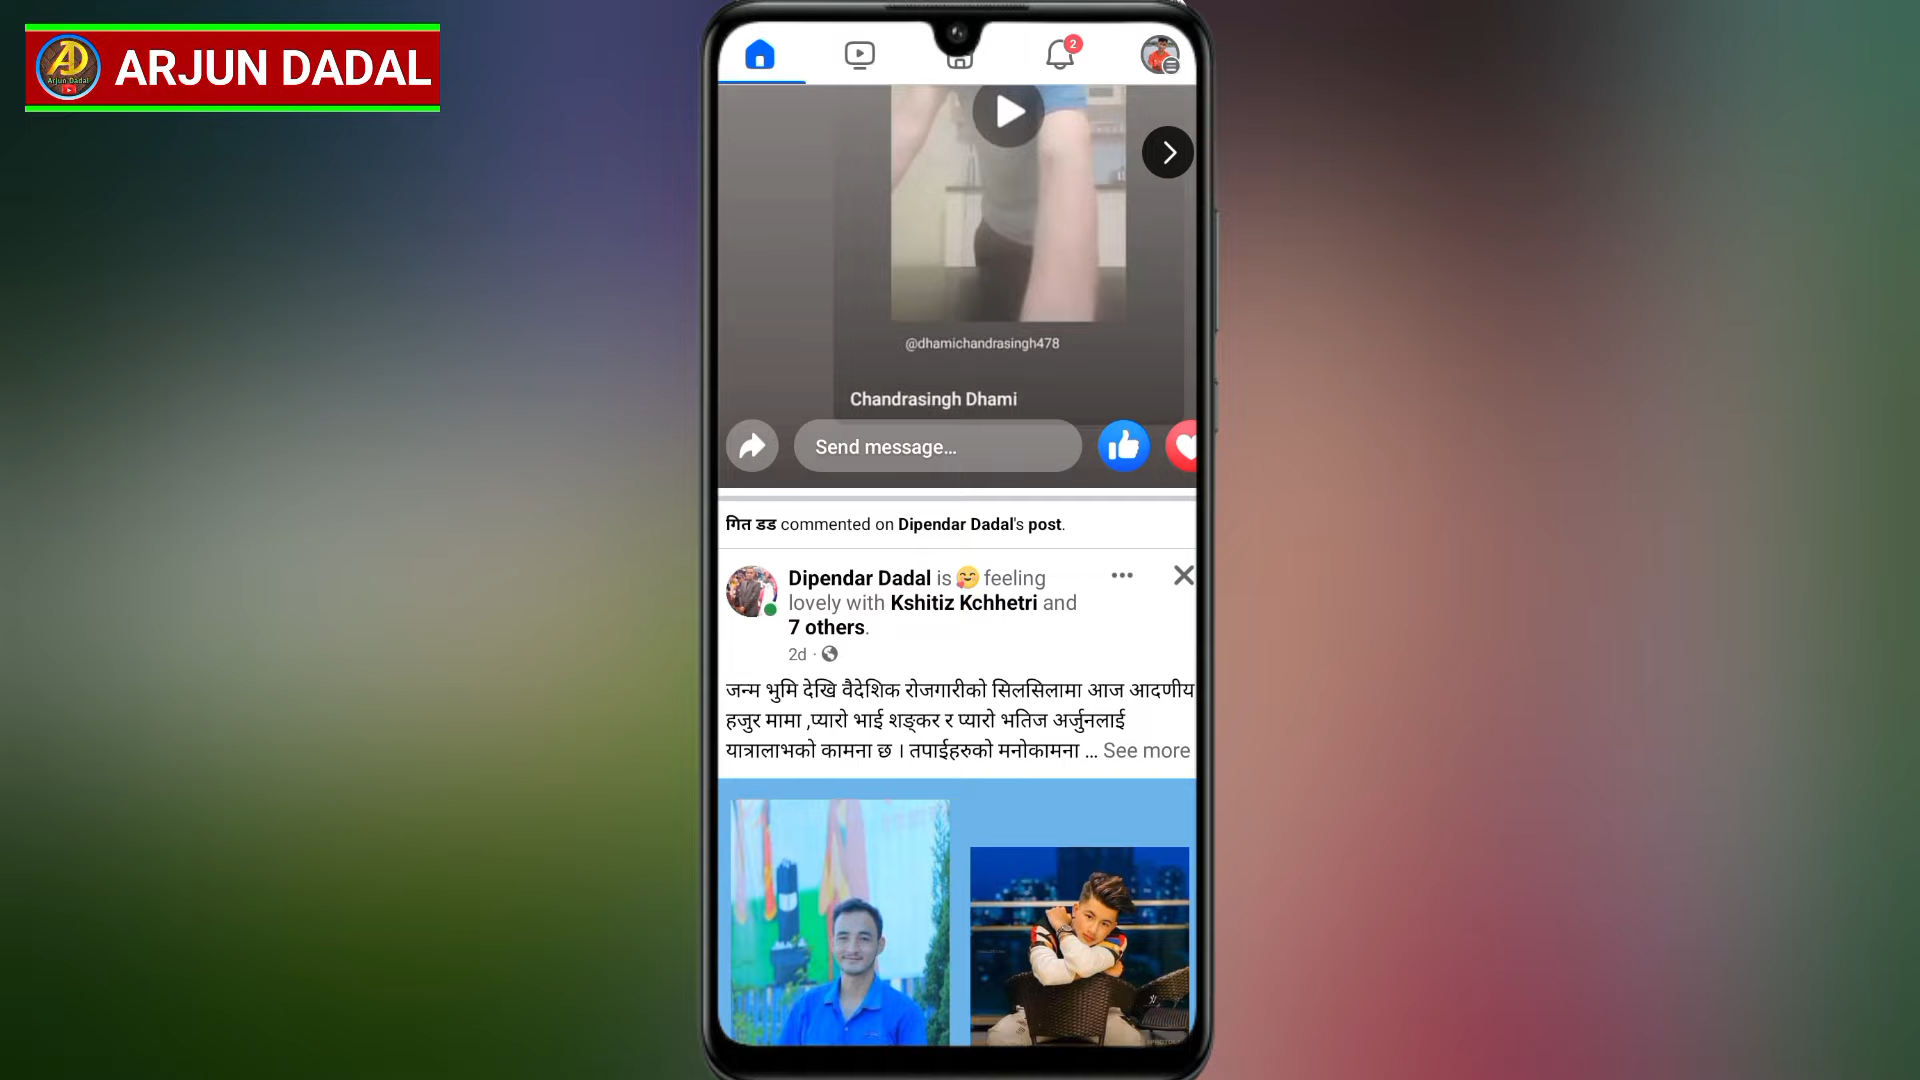 ARJUN DADAL
Arjun Dadal
2
@dhamichandrasingh478
Chandrasingh Dhami
Send message...
गित डड commented on Dipendar Dadal's post.
Dipendar Dadal is 🥰 feeling
lovely with Kshitiz Kchhetri and
7 others.
2d ·
जन्म भुमि देखि वैदेशिक रोजगारीको सिलसिलामा आज आदणीय
हजुर मामा ,प्यारो भाई शङ्कर र प्यारो भतिज अर्जुनलाई
यात्रालाभको कामना छ । तपाईहरुको मनोकामना ... See more